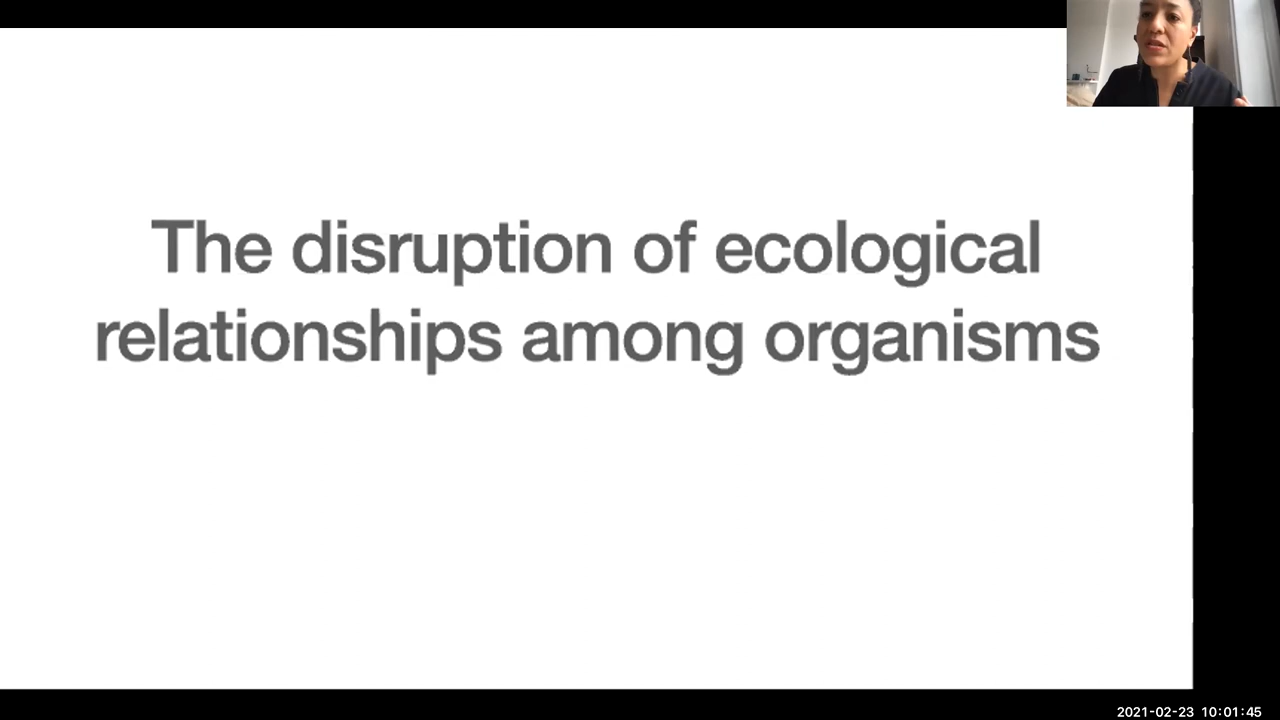 The disruption of ecological
relationships among organisms
2021-02-23 10:01:45